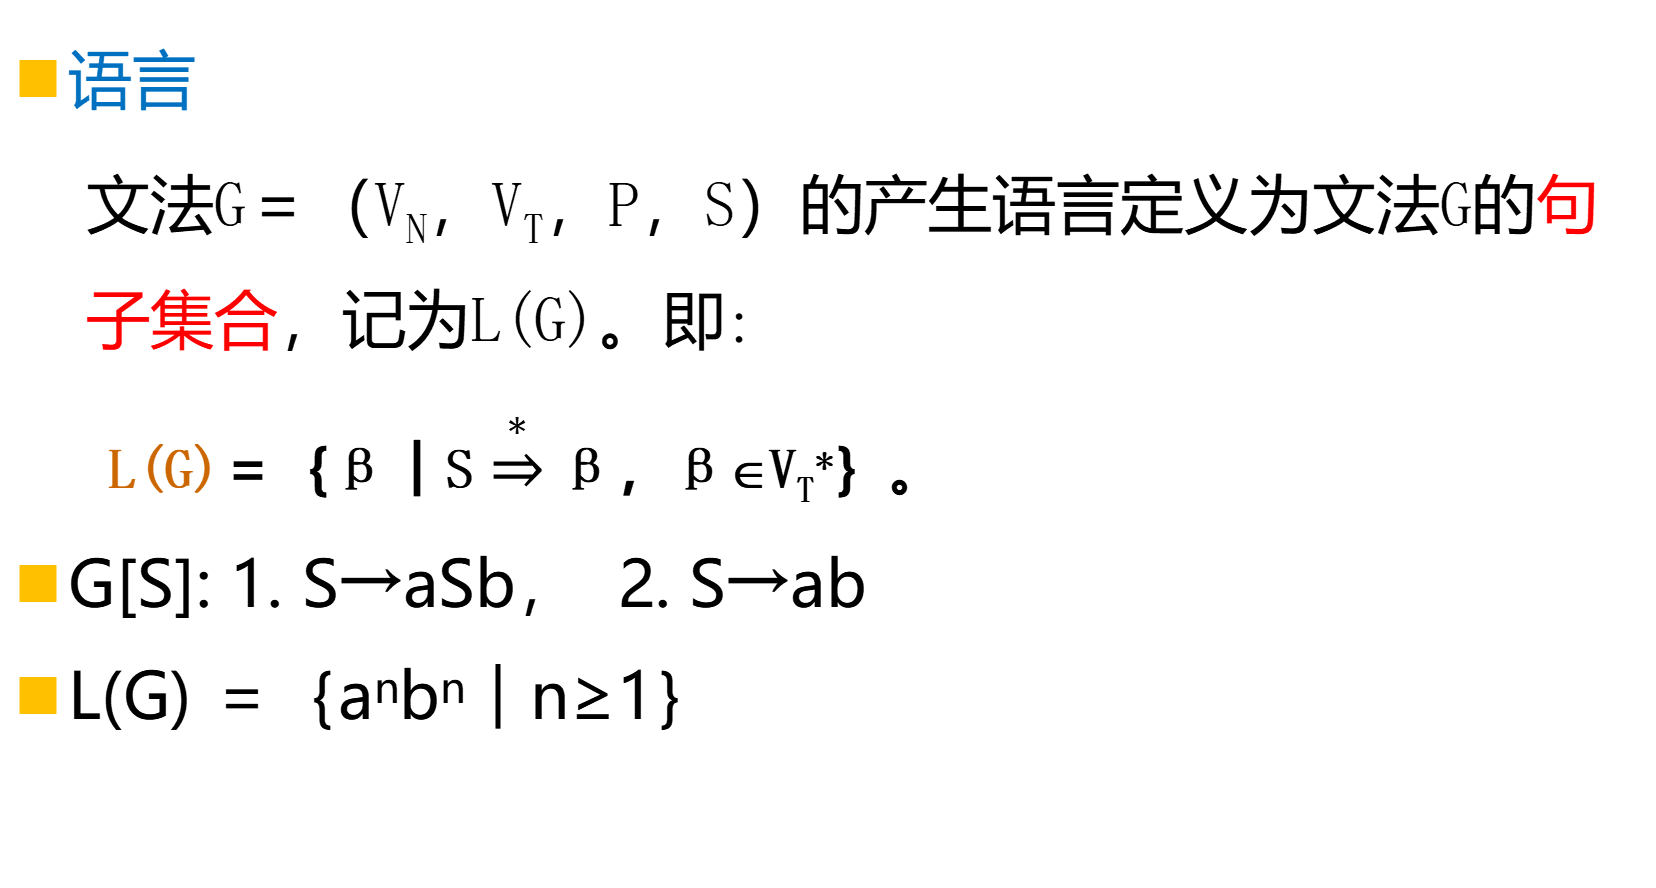 语言
文法G=（VN，VT，P，S）的产生语言定义为文法G的句
子集合，记为L(G)。即：
L(G)= {β｜S ⇒* β，β∈VT*}。
G[S]: 1. S→aSb， 2. S→ab
L(G) = {aⁿbⁿ｜n≥1}